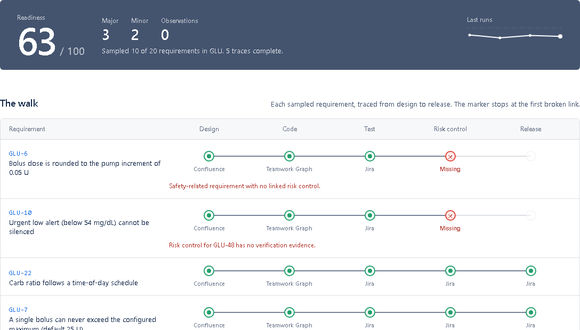 Readiness
63 / 100
Major Minor Observations
3 2 0
Sampled 10 of 20 requirements in GLU. 5 traces complete.
Last runs
The walk
Each sampled requirement, traced from design to release. The marker stops at the first broken link.
Requirement Design Code Test Risk control Release
GLU-6
Bolus dose is rounded to the pump increment of
0.05 U
Confluence Teamwork Graph Jira Missing
Safety-related requirement with no linked risk control.
GLU-10
Urgent low alert (below 54 mg/dL) cannot be
silenced
Confluence Teamwork Graph Jira Missing
Risk control for GLU-48 has no verification evidence.
GLU-22
Carb ratio follows a time-of-day schedule
Confluence Teamwork Graph Jira Jira Jira
GLU-7
A single bolus can never exceed the configured
maximum (default 25 U)
Confluence Teamwork Graph Jira Jira Jira